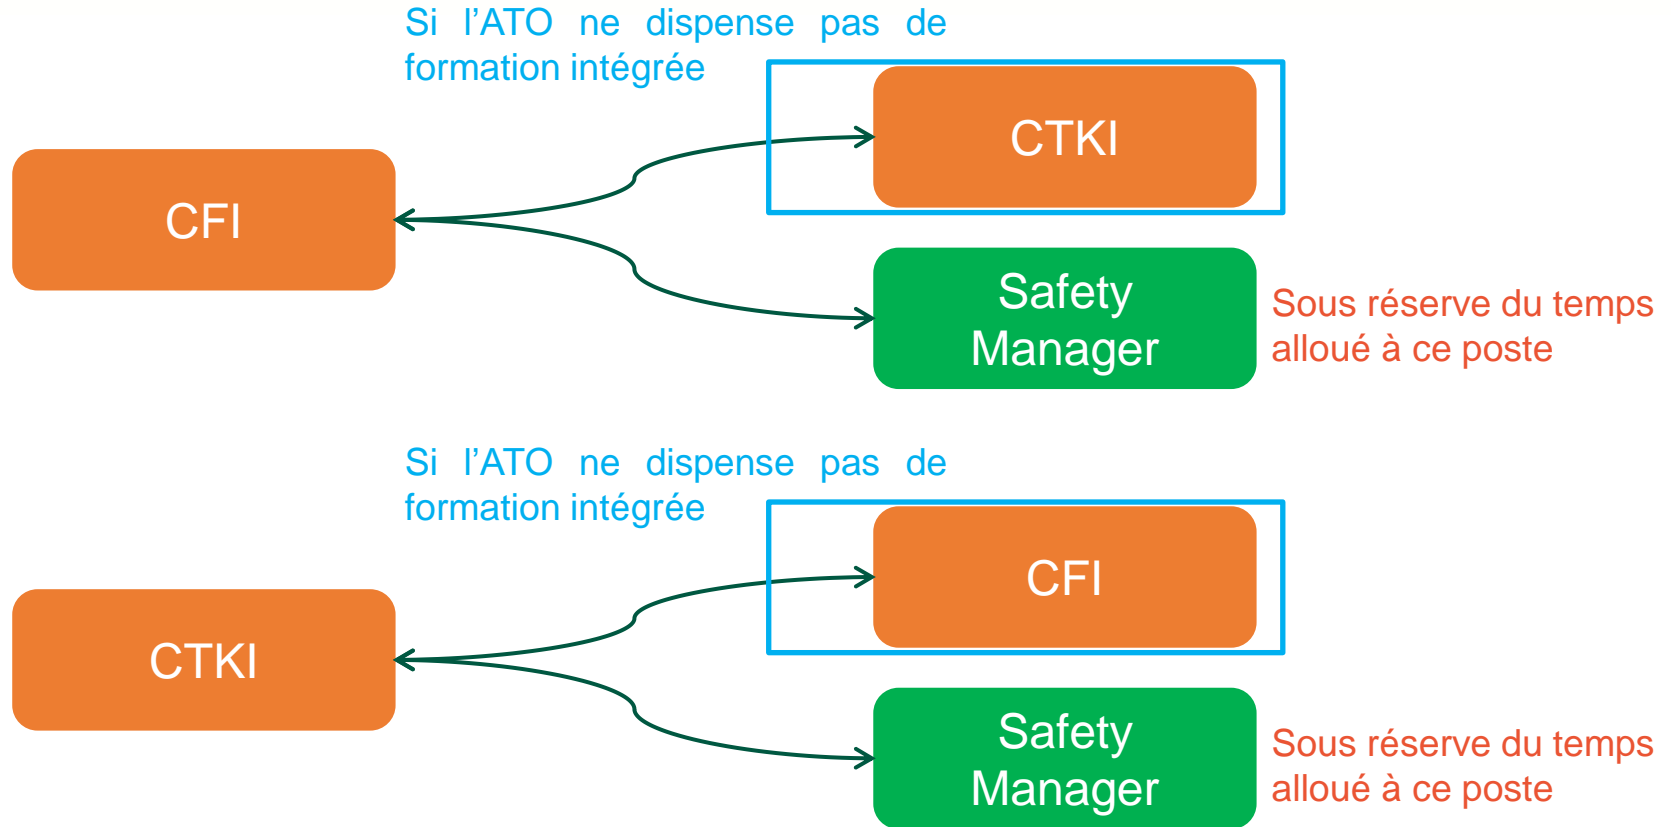 Si l’ATO ne dispense pas de
formation intégrée
CTKI
CFI
Safety
Manager
Sous réserve du temps
alloué à ce poste
Si l’ATO ne dispense pas de
formation intégrée
CFI
CTKI
Safety
Manager
Sous réserve du temps
alloué à ce poste